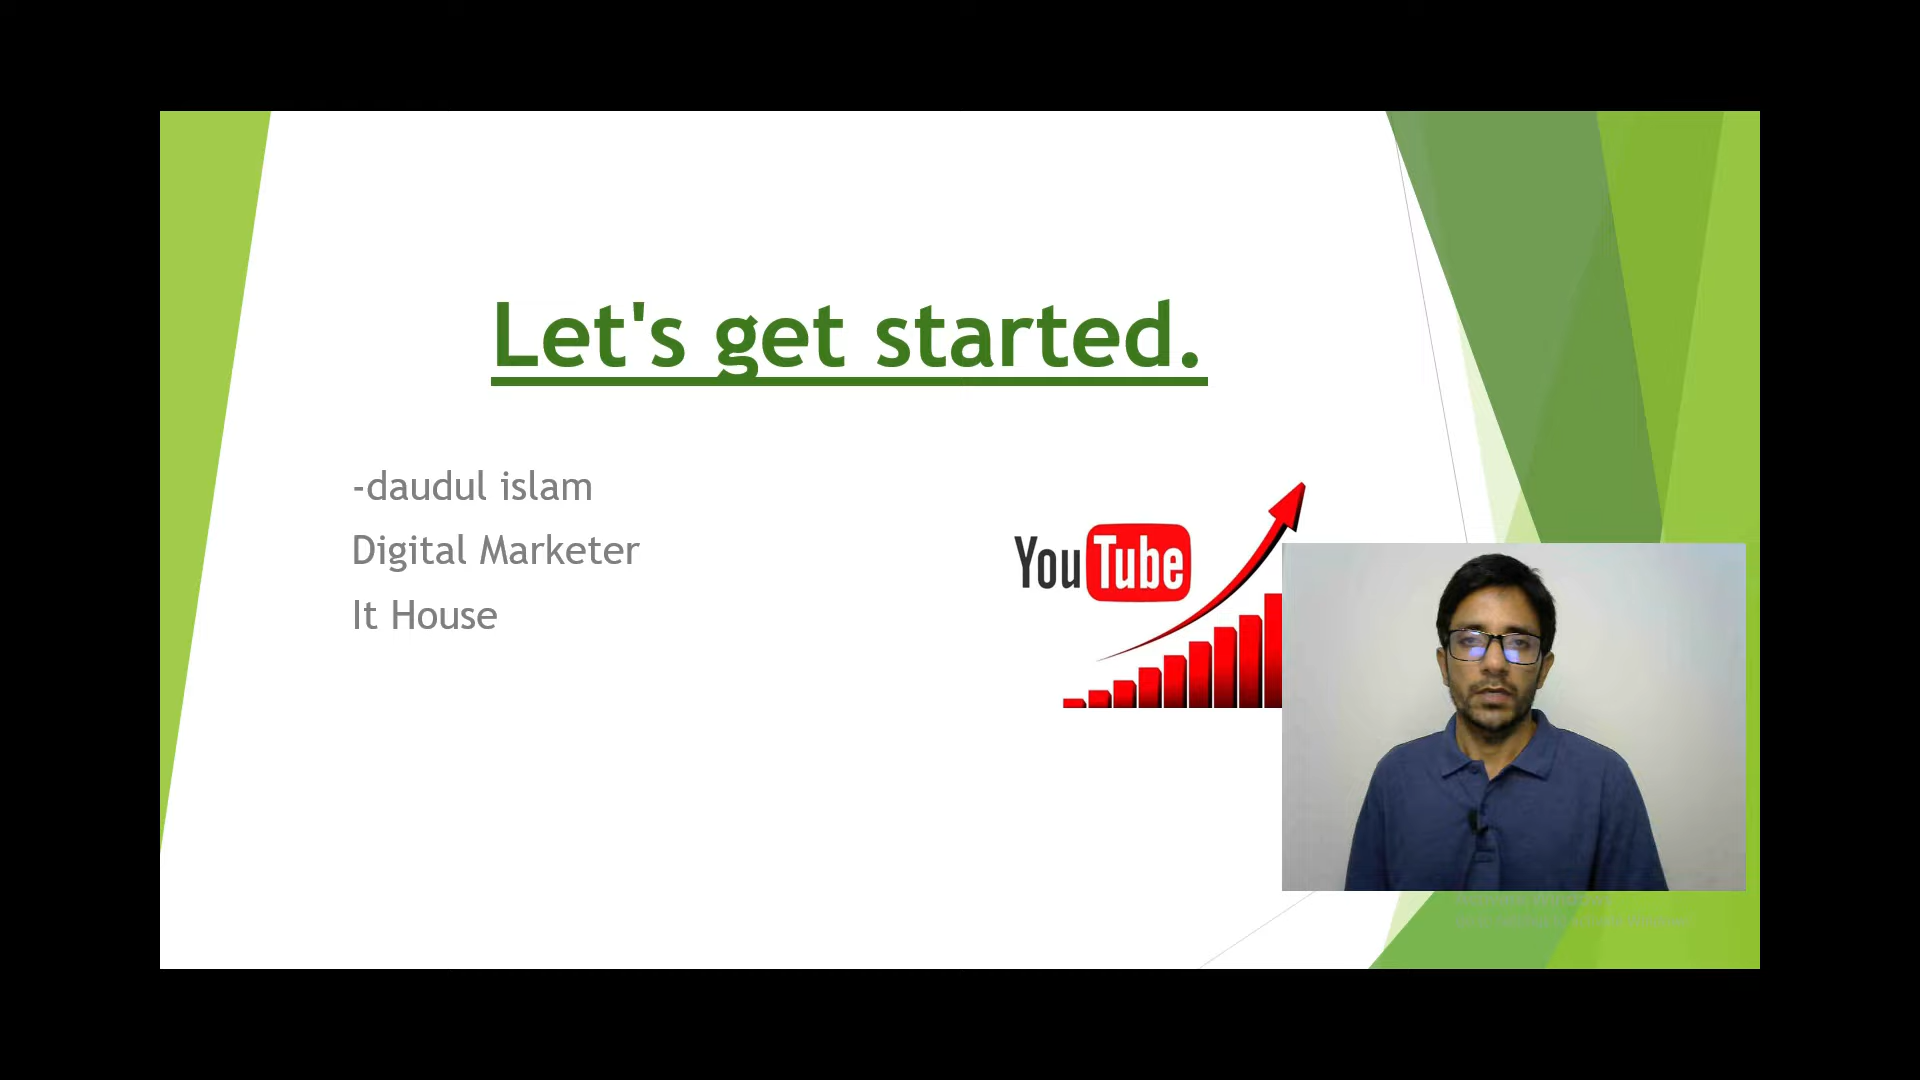 Let's get started.
-daudul islam
Digital Marketer
It House
YouTube